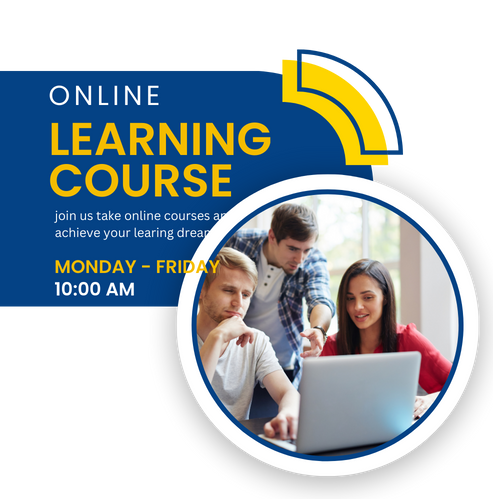 ONLINE
LEARNING
COURSE
join us take online courses
achieve your learing
MONDAY - FRIDAY
10:00 AM